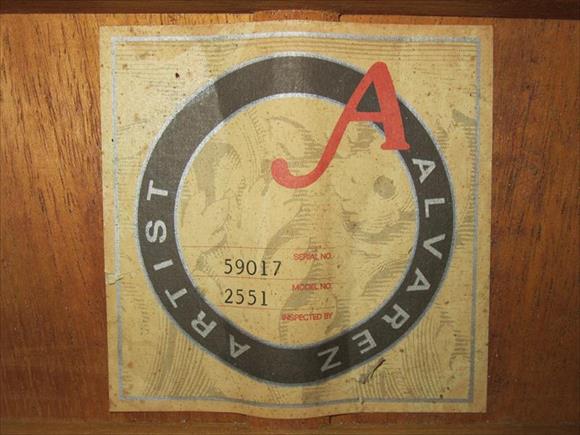 A
ALVAREZ
ARTIST
SERIAL NO. 59017
MODEL NO. 2551
INSPECTED BY